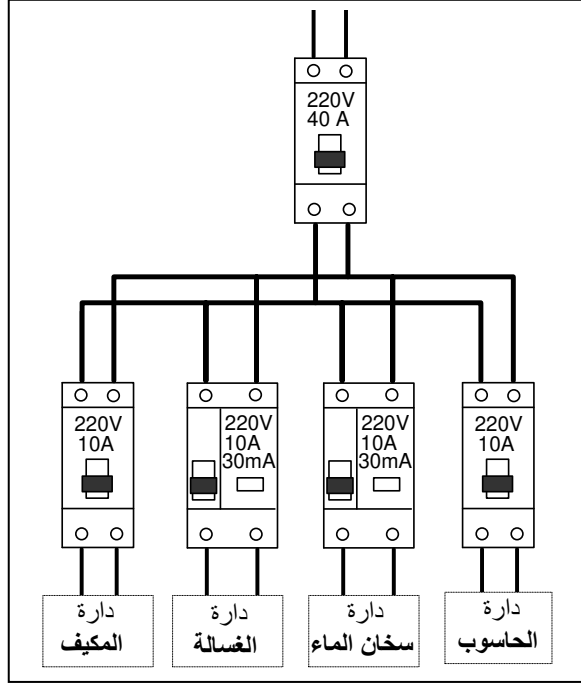 220V
40 A
220V
10A
220V
10A
30mA
220V
10A
30mA
220V
10A
دارة
المكيف
دارة
الغسالة
دارة
سخان الماء
دارة
الحاسوب